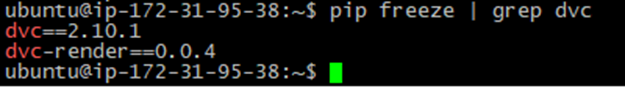 ubuntu@ip-172-31-95-38:~$ pip freeze | grep dvc
dvc==2.10.1
dvc-render==0.0.4
ubuntu@ip-172-31-95-38:~$